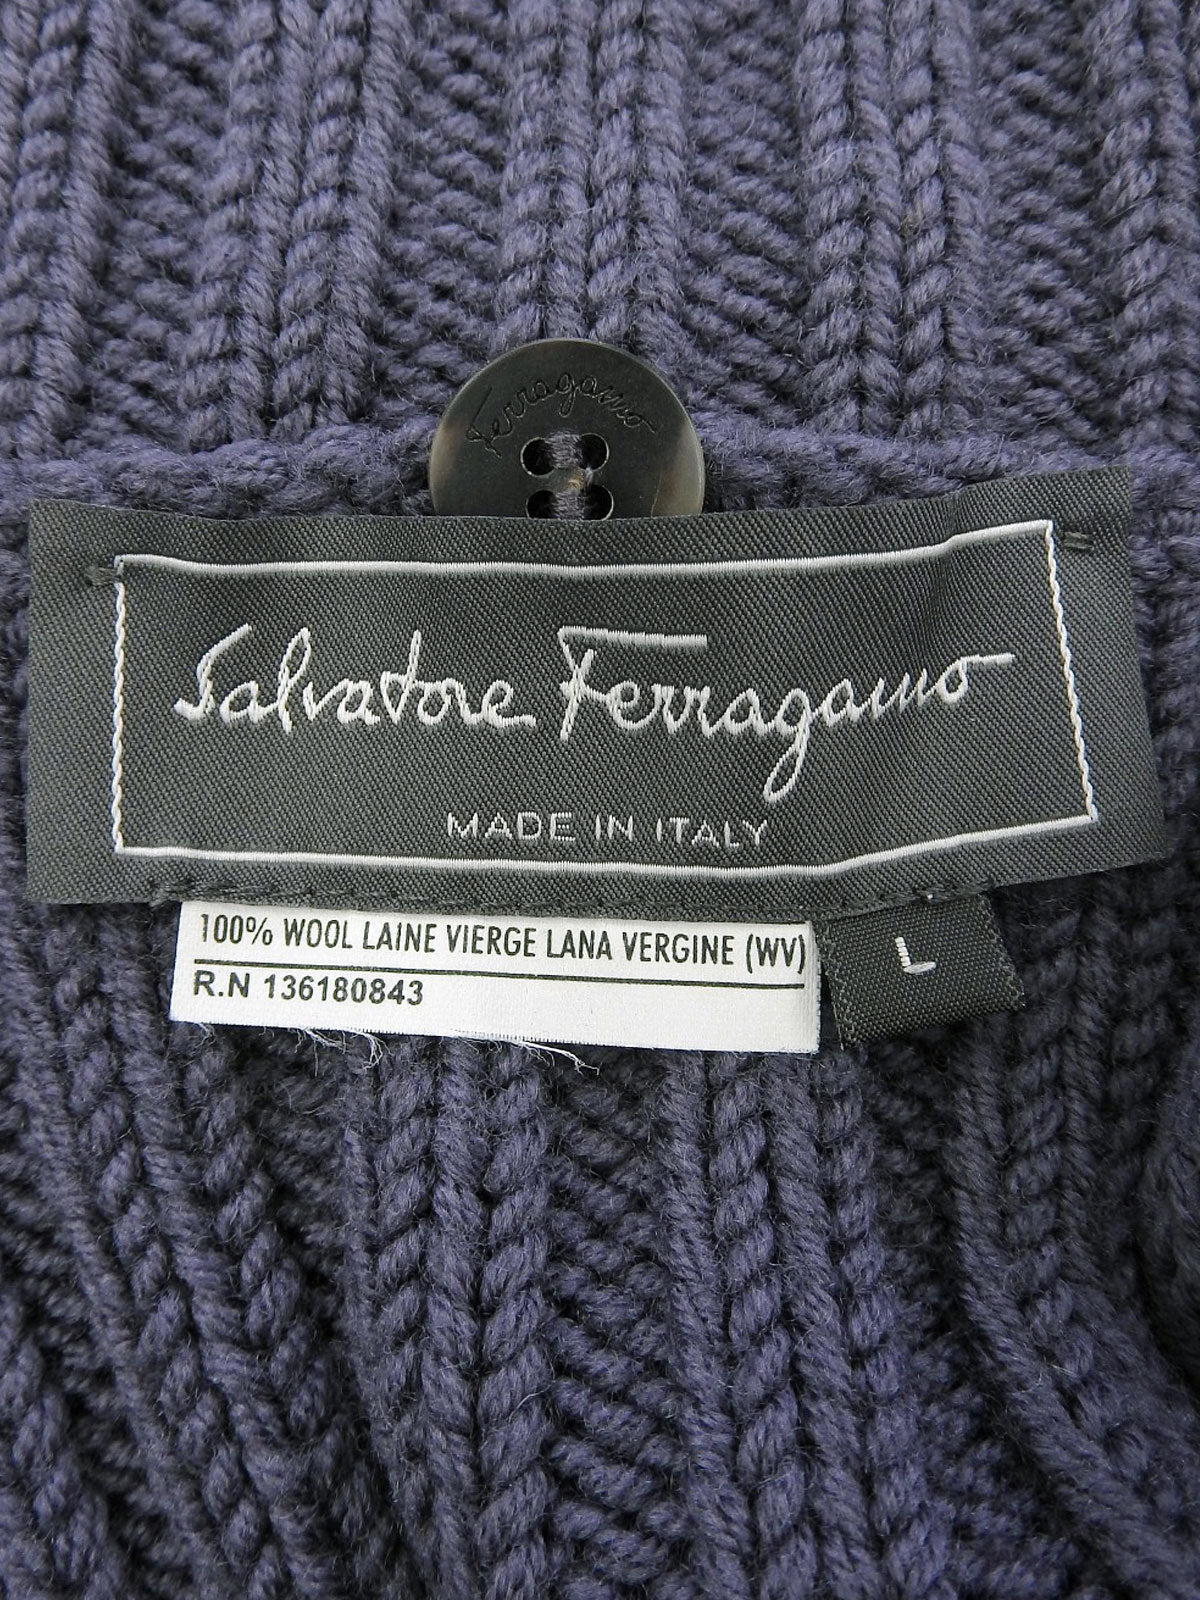 Ferragamo
Salvatore Ferragamo
MADE IN ITALY
100% WOOL LAINE VIERGE LANA VERGINE (WV)
R.N 136180843
L